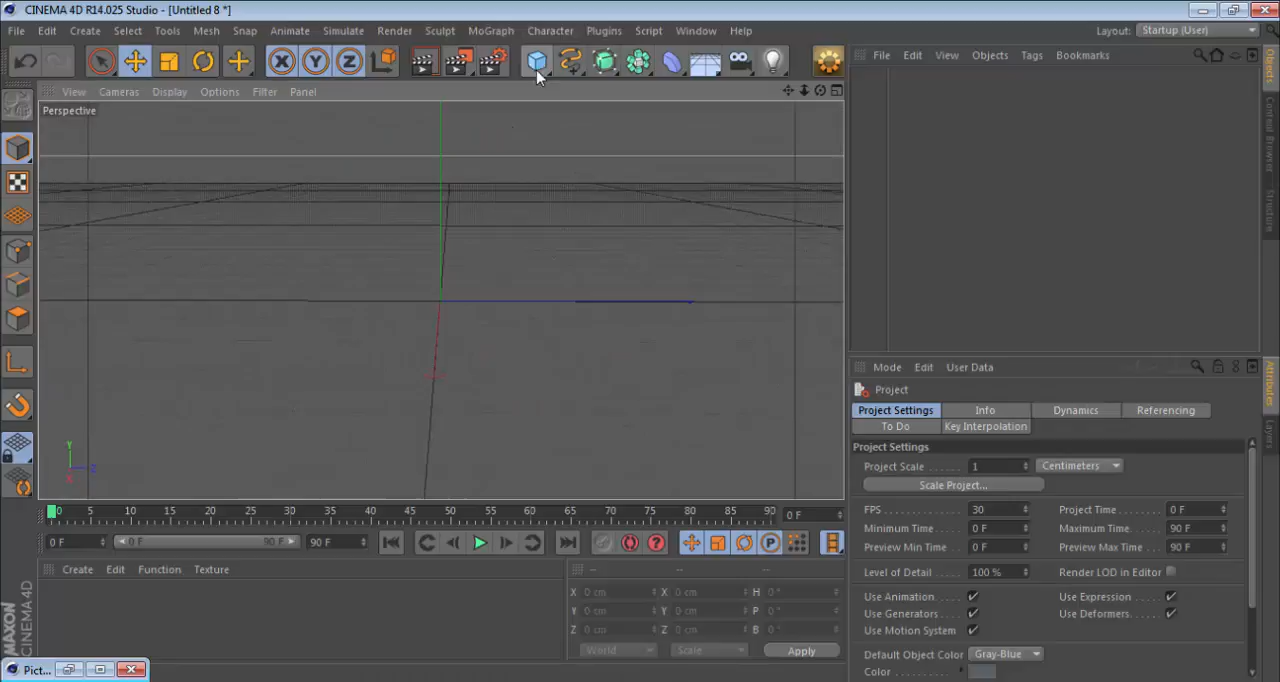 CINEMA 4D R14.025 Studio - [Untitled 8 *]
File Edit Create Select Tools Mesh Snap Animate Simulate Render Sculpt MoGraph Character Plugins Script Window Help Layout: Startup (User)
X Y Z
File Edit View Objects Tags Bookmarks
View Cameras Display Options Filter Panel
Perspective
Objects
Content Browser
Structure
Y
Z
X
Mode Edit User Data
Project
Project Settings Info Dynamics Referencing
To Do Key Interpolation
Attributes
Layers
Project Settings
Project Scale 1 Centimeters
Scale Project...
FPS 30 Project Time 0 F
Minimum Time 0 F Maximum Time 90 F
Preview Min Time 0 F Preview Max Time 90 F
Level of Detail 100 % Render LOD in Editor
Use Animation Use Expression
Use Generators Use Deformers
Use Motion System
Default Object Color Gray-Blue
Color
0 5 10 15 20 25 30 35 40 45 50 55 60 65 70 75 80 85 90 0 F
0 F 0 F 90 F 90 F
? P
Create Edit Function Texture
-- -- --
X 0 cm X 0 cm H 0 °
Y 0 cm Y 0 cm P 0 °
Z 0 cm Z 0 cm B 0 °
World Scale Apply
MAXON
CINEMA 4D
Pict...